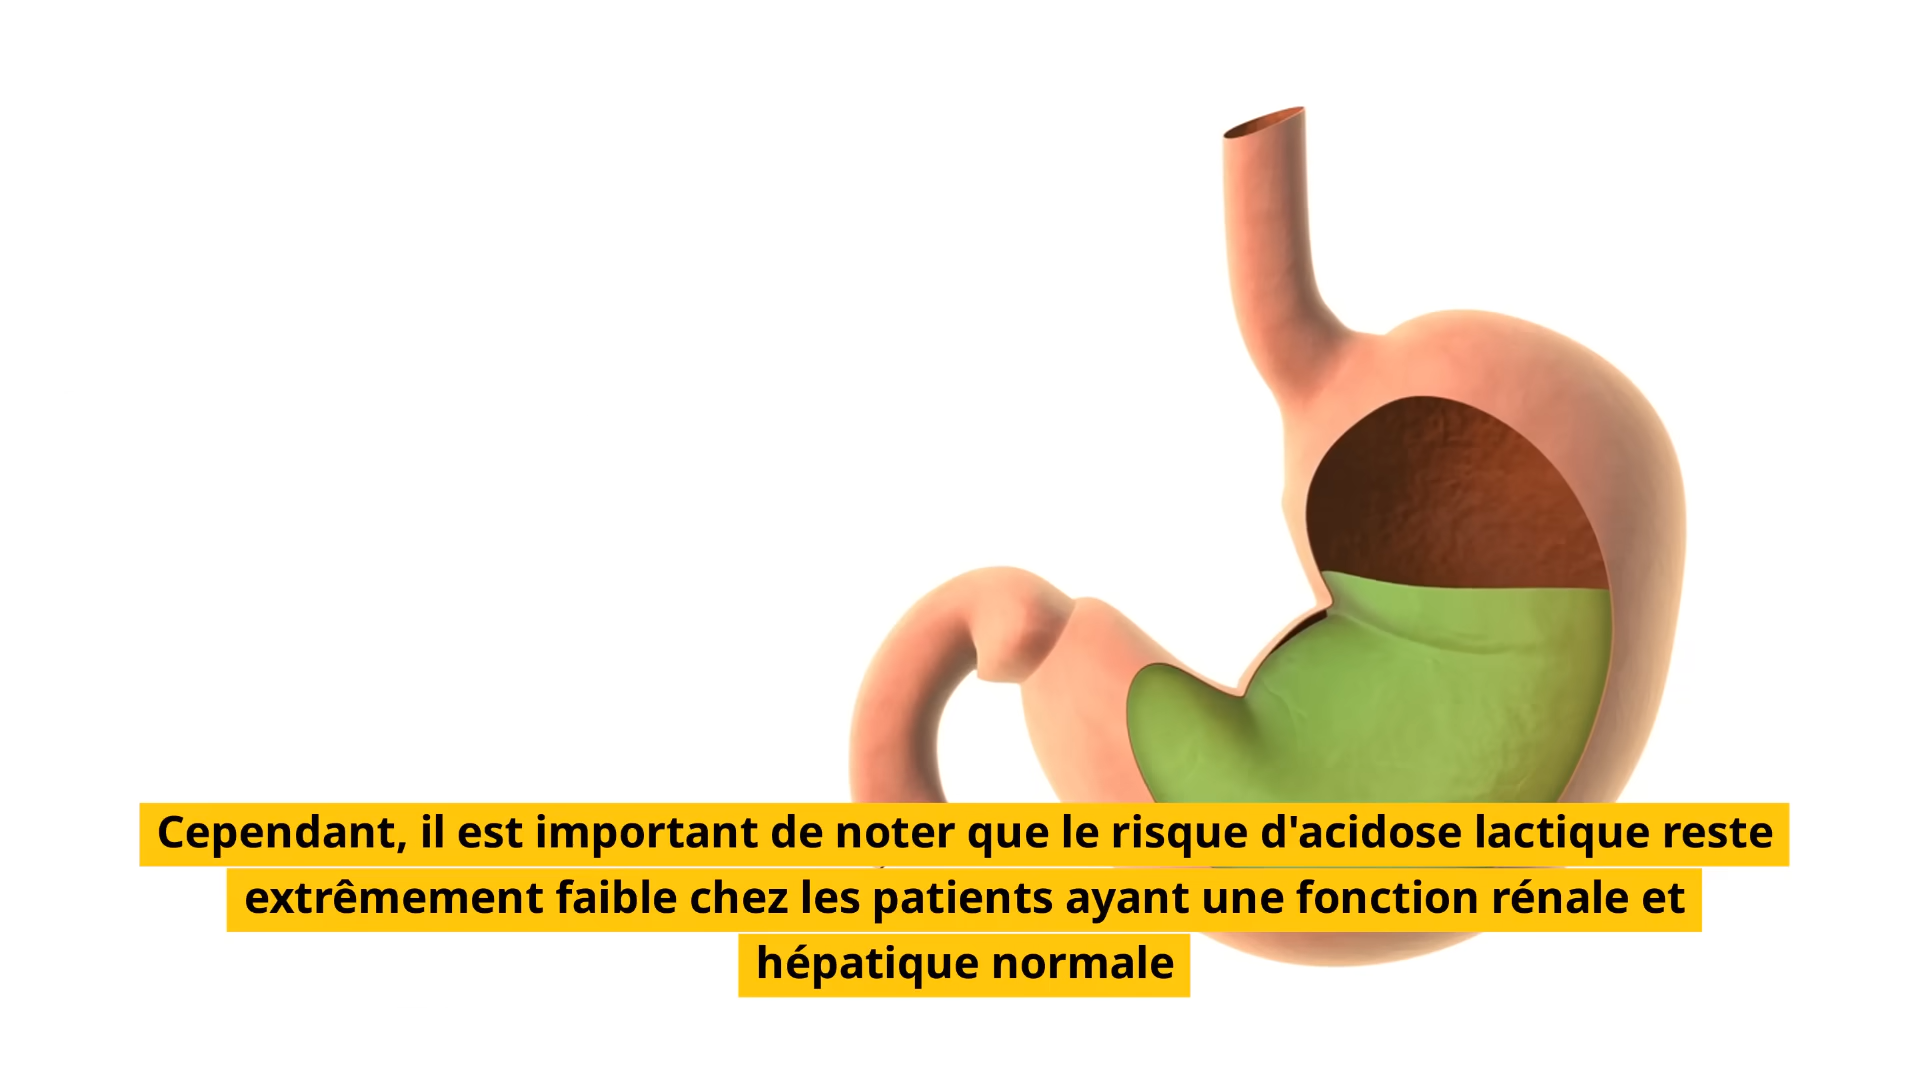 Cependant, il est important de noter que le risque d'acidose lactique reste
extrêmement faible chez les patients ayant une fonction rénale et
hépatique normale